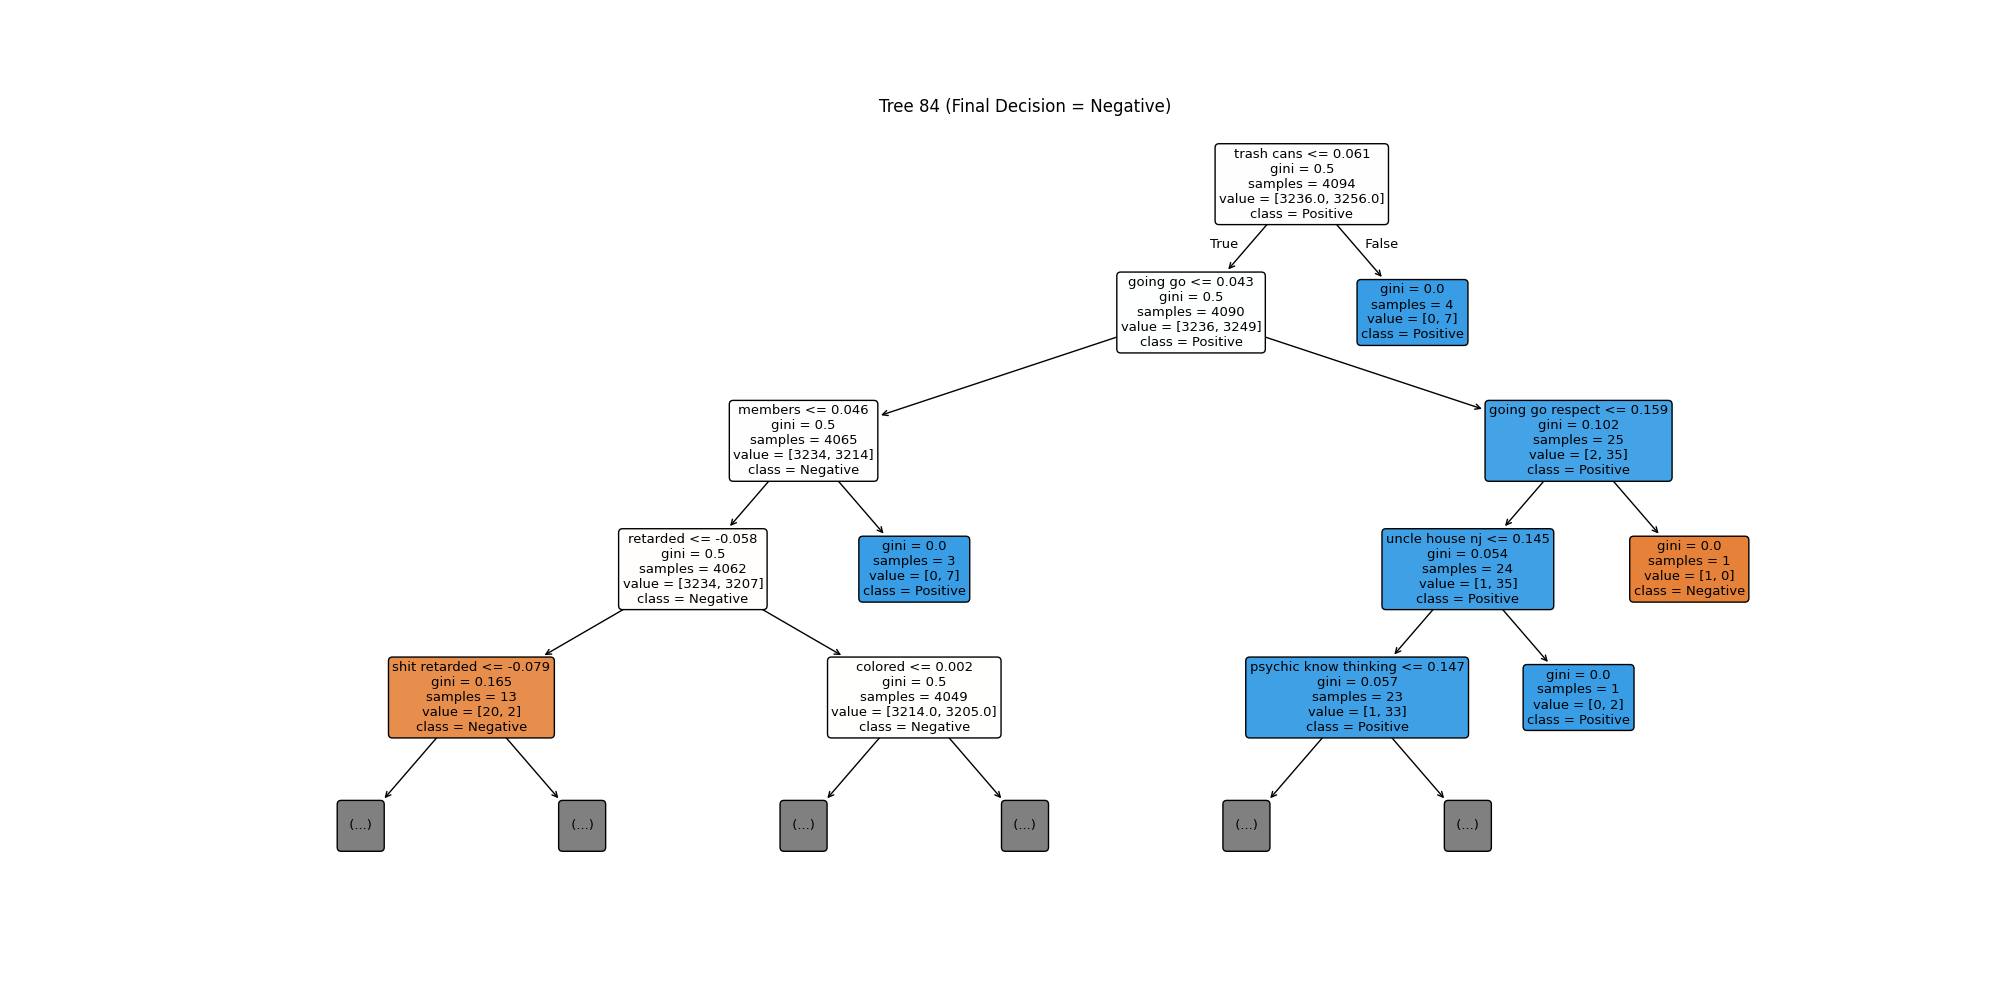 Tree 84 (Final Decision = Negative)
trash cans <= 0.061
gini = 0.5
samples = 4094
value = [3236.0, 3256.0]
class = Positive
True
False
going go <= 0.043
gini = 0.5
samples = 4090
value = [3236, 3249]
class = Positive
gini = 0.0
samples = 4
value = [0, 7]
class = Positive
members <= 0.046
gini = 0.5
samples = 4065
value = [3234, 3214]
class = Negative
going go respect <= 0.159
gini = 0.102
samples = 25
value = [2, 35]
class = Positive
retarded <= -0.058
gini = 0.5
samples = 4062
value = [3234, 3207]
class = Negative
gini = 0.0
samples = 3
value = [0, 7]
class = Positive
uncle house nj <= 0.145
gini = 0.054
samples = 24
value = [1, 35]
class = Positive
gini = 0.0
samples = 1
value = [1, 0]
class = Negative
shit retarded <= -0.079
gini = 0.165
samples = 13
value = [20, 2]
class = Negative
colored <= 0.002
gini = 0.5
samples = 4049
value = [3214.0, 3205.0]
class = Negative
psychic know thinking <= 0.147
gini = 0.057
samples = 23
value = [1, 33]
class = Positive
gini = 0.0
samples = 1
value = [0, 2]
class = Positive
(...)
(...)
(...)
(...)
(...)
(...)